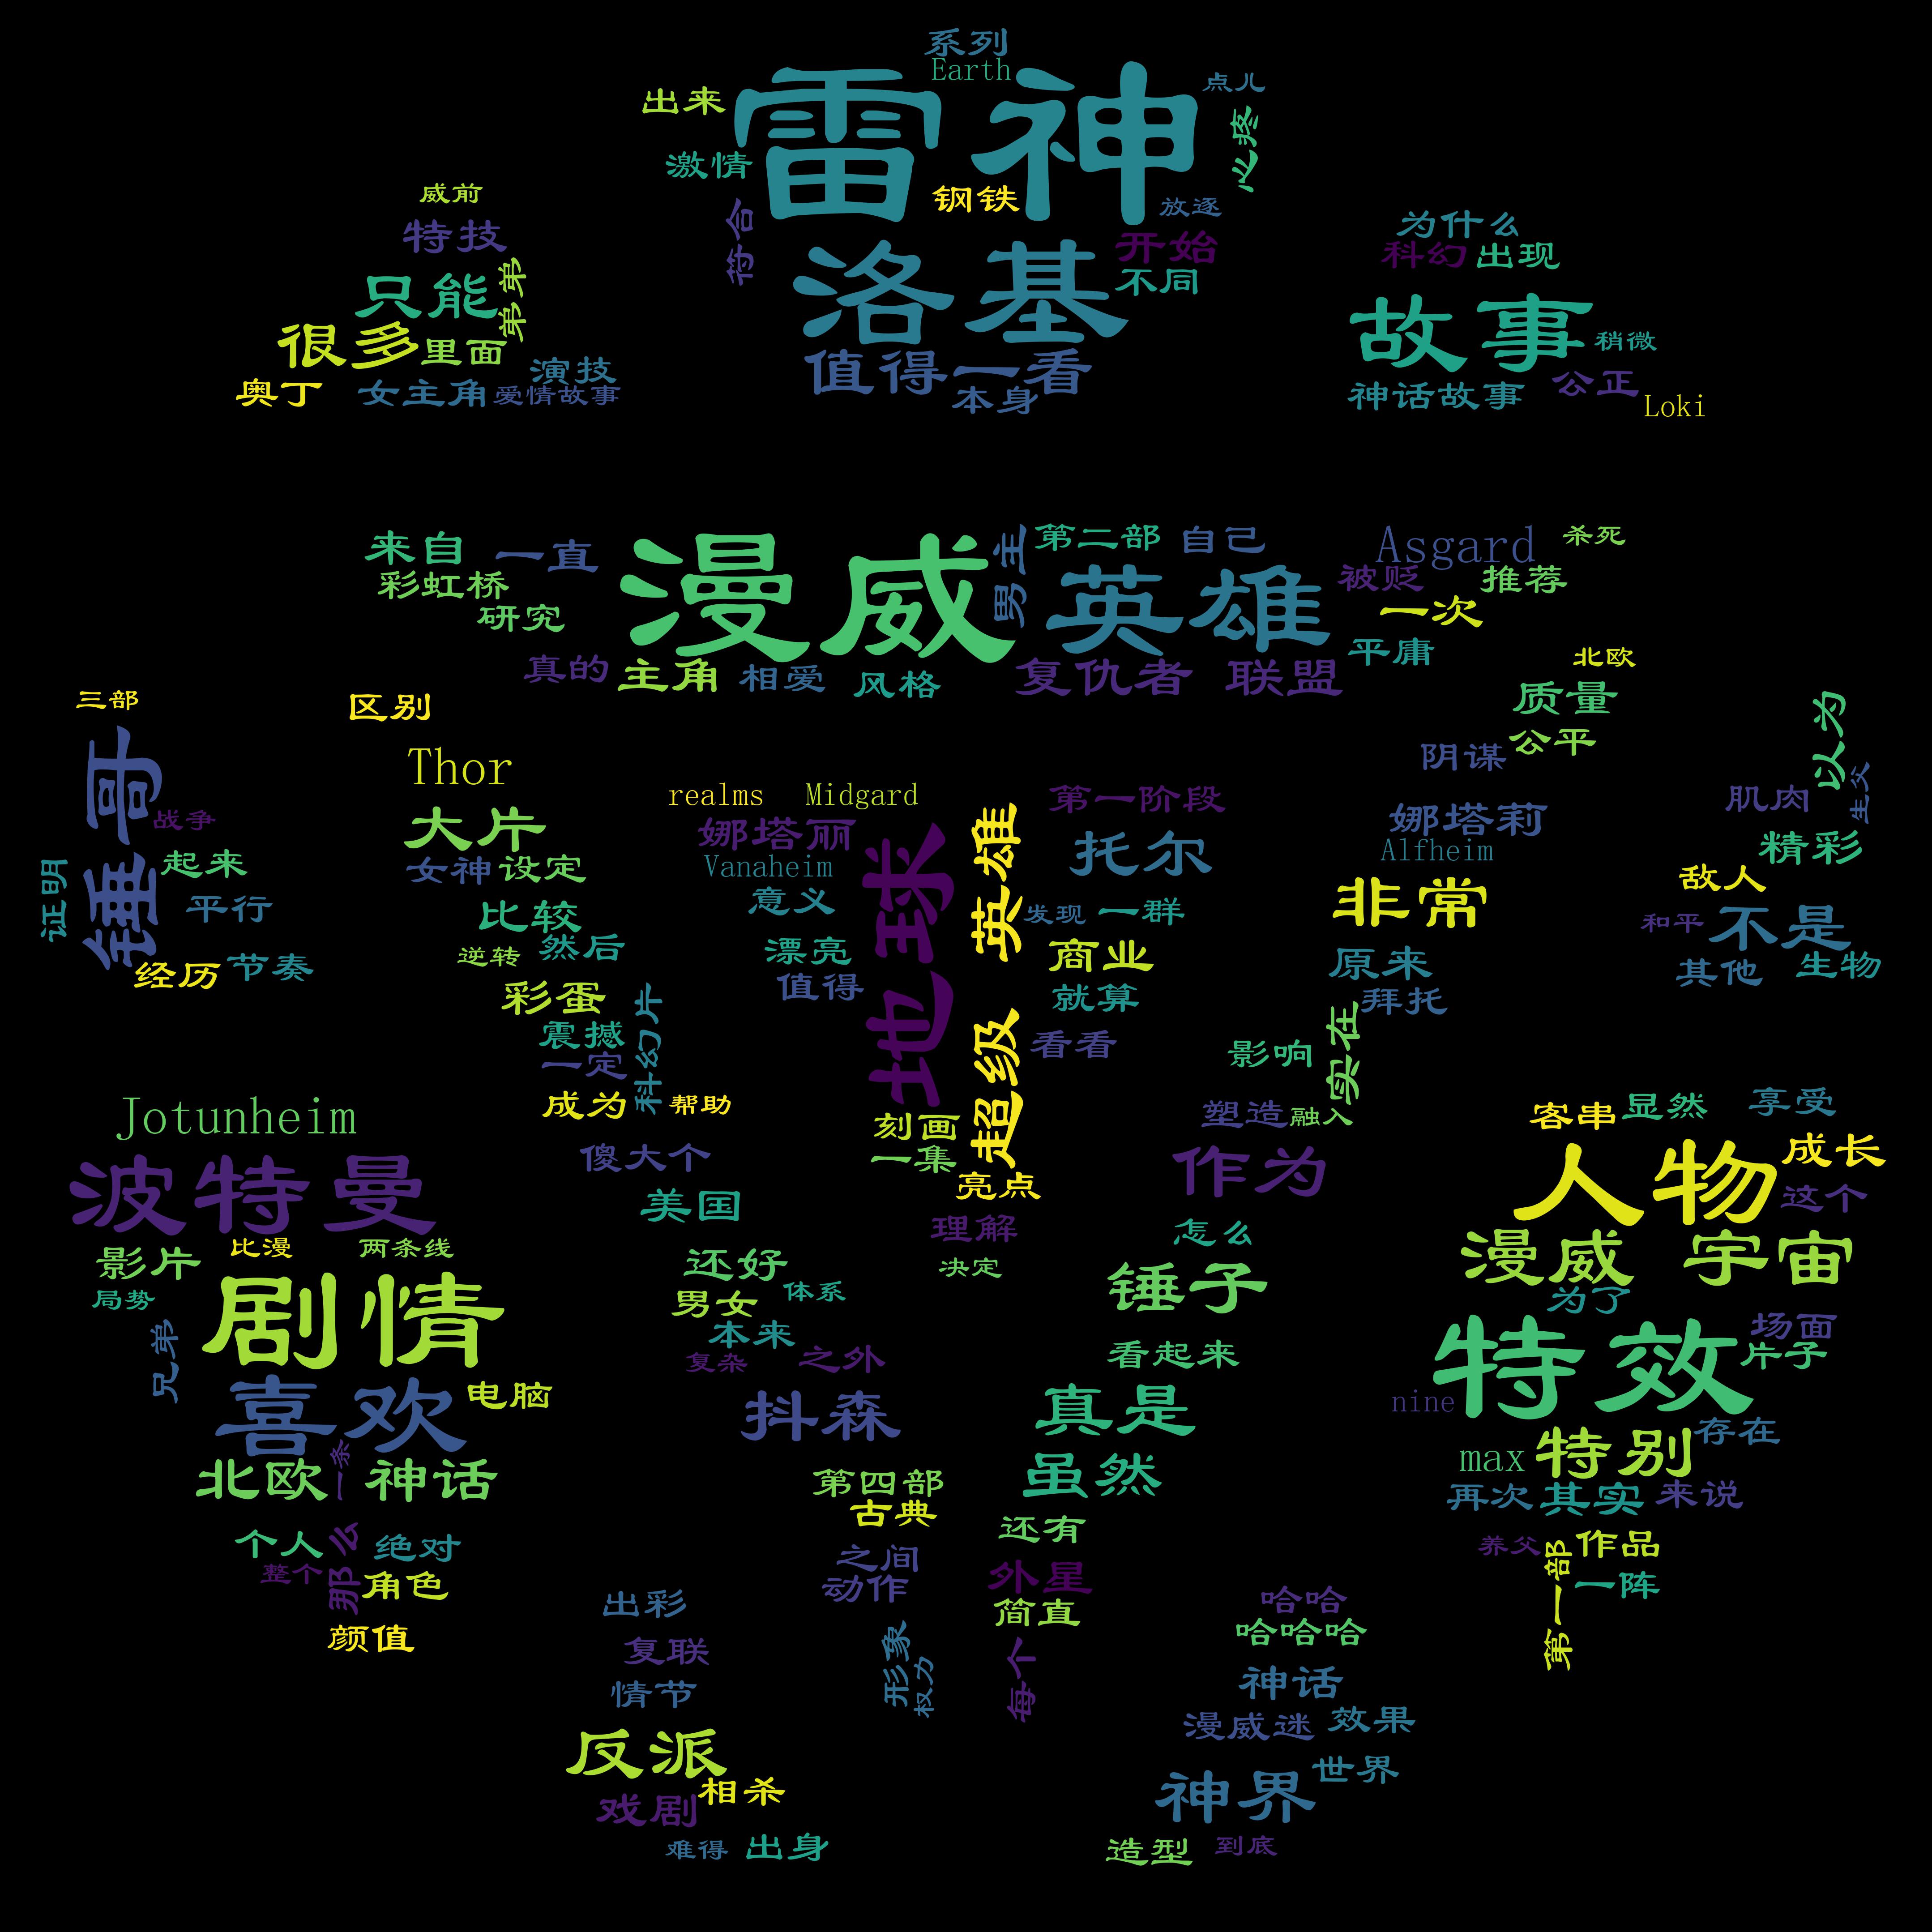 系列
Earth
雷神
点儿
出来
心疼
激情
钢铁
放逐
符合
洛基
开始
不同
值得一看
本身
威前
特技
只能
弟弟
很多
里面
演技
奥丁
女主角
爱情故事
为什么
科幻
出现
故事
稍微
神话故事
公正
Loki
来自
一直
彩虹桥
研究
漫威
男主
第二部
自己
英雄
Asgard
杀死
被贬
推荐
一次
平庸
真的
主角
相爱
风格
复仇者 联盟
北欧
质量
公平
阴谋
三部
锤哥
战争
起来
证明
平行
经历
节奏
区别
Thor
大片
女神
设定
比较
逆转
然后
彩蛋
震撼
科幻片
一定
成为
帮助
傻大个
美国
realms
Midgard
娜塔丽
Vanaheim
意义
漂亮
值得
地球
超级 英雄
第一阶段
托尔
发现
一群
商业
就算
看看
刻画
一集
亮点
理解
决定
娜塔莉
Alfheim
非常
原来
拜托
实在
影响
塑造
融入
作为
怎么
锤子
看起来
真是
虽然
还有
外星
简直
每个
以为
生父
肌肉
精彩
敌人
和平
不是
其他
生物
Jotunheim
波特曼
影片
比漫
两条线
局势
剧情
兄弟
喜欢
电脑
北欧 神话
一条
个人
那么
绝对
整个
角色
颜值
还好
男女
体系
本来
复杂
之外
抖森
第四部
古典
之间
动作
形象
权力
客串
显然
享受
人物
成长
这个
漫威 宇宙
为了
场面
特效
片子
nine
max
特别
存在
再次
其实
来说
养父
第一部
作品
一阵
出彩
复联
情节
反派
相杀
戏剧
难得
出身
哈哈
哈哈哈
神话
漫威迷
效果
世界
神界
造型
到底